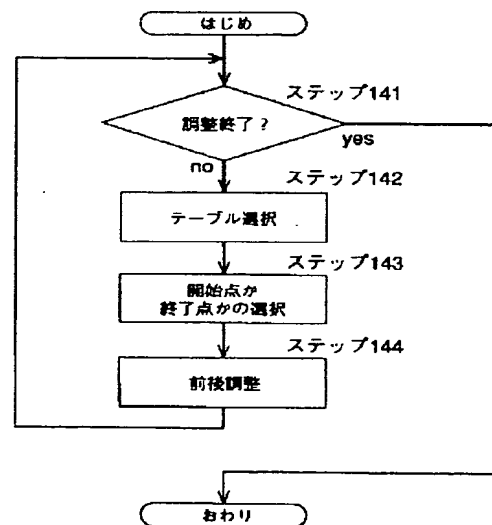 はじめ
ステップ141
調整終了？
yes
no
ステップ142
テーブル選択
ステップ143
開始点か
終了点かの選択
ステップ144
前後調整
おわり